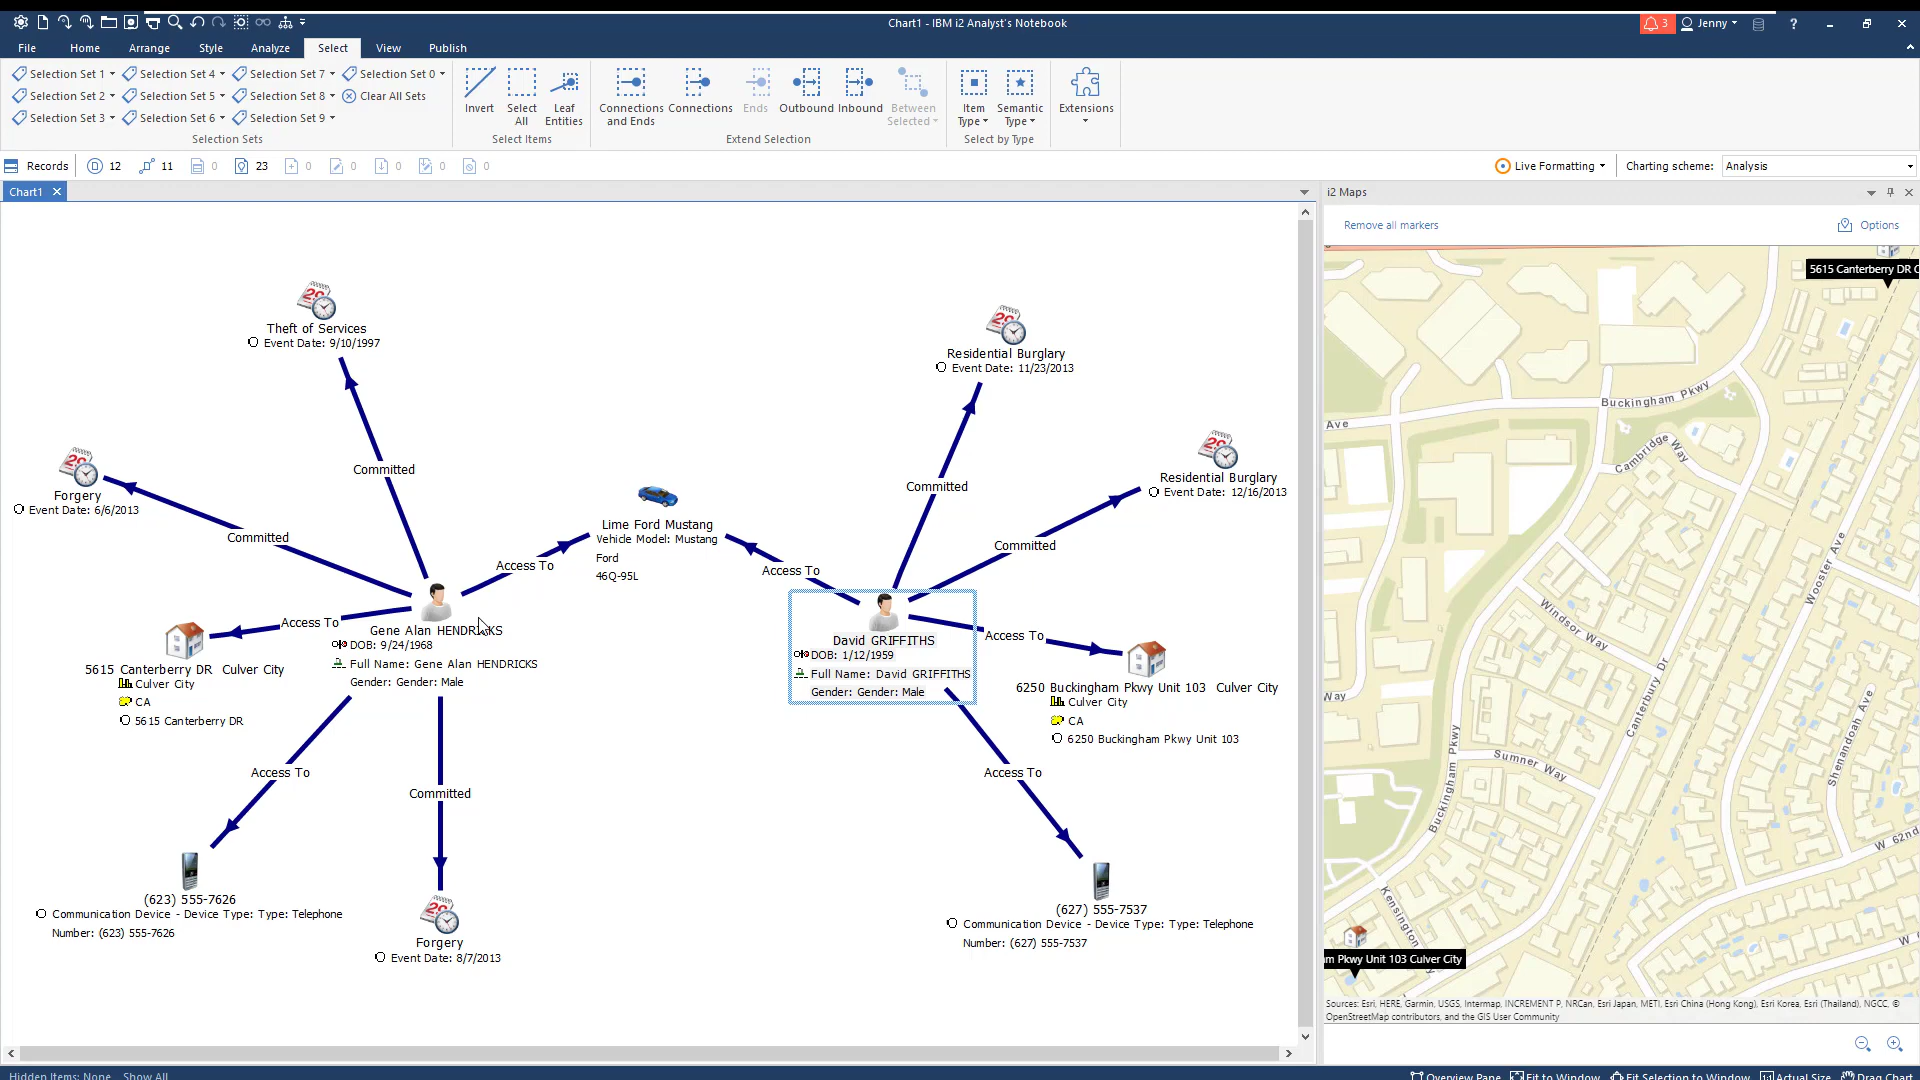 Chart1 - IBM i2 Analyst's Notebook
3
Jenny
?
File
Home
Arrange
Style
Analyze
Select
View
Publish
Selection Set 1
Selection Set 4
Selection Set 7
Selection Set 0
Selection Set 2
Selection Set 5
Selection Set 8
Clear All Sets
Selection Set 3
Selection Set 6
Selection Set 9
Selection Sets
Invert
Select All
Leaf Entities
Select Items
Connections and Ends
Connections
Ends
Outbound
Inbound
Between Selected
Extend Selection
Item Type
Semantic Type
Select by Type
Extensions
Records
12
11
0
23
0
0
0
0
0
Live Formatting
Charting scheme:
Analysis
Chart1
Theft of Services
Event Date: 9/10/1997
Committed
Forgery
Event Date: 6/6/2013
Committed
Access To
Gene Alan HENDRICKS
DOB: 9/24/1968
Full Name: Gene Alan HENDRICKS
Gender: Gender: Male
5615 Canterberry DR   Culver City
Culver City
CA
5615 Canterberry DR
Access To
(623) 555-7626
Communication Device - Device Type: Type: Telephone
Number: (623) 555-7626
Committed
Forgery
Event Date: 8/7/2013
Access To
Lime Ford Mustang
Vehicle Model: Mustang
Ford
46Q-95L
Access To
Residential Burglary
Event Date: 11/23/2013
Committed
Residential Burglary
Event Date: 12/16/2013
Committed
David GRIFFITHS
DOB: 1/12/1959
Full Name: David GRIFFITHS
Gender: Gender: Male
Access To
6250 Buckingham Pkwy Unit 103   Culver City
Culver City
CA
6250 Buckingham Pkwy Unit 103
Access To
(627) 555-7537
Communication Device - Device Type: Type: Telephone
Number: (627) 555-7537
i2 Maps
Remove all markers
Options
5615 Canterberry DR C
Buckingham Pkwy
Ave
Cambridge Way
Wooster Ave
Windsor Way
Way
Canterbury Dr
Shenandoah Ave
Sumner Way
Buckingham Pkwy
W 62nd
Kensington
W
m Pkwy Unit 103 Culver City
Sources: Esri, HERE, Garmin, USGS, Intermap, INCREMENT P, NRCan, Esri Japan, METI, Esri China (Hong Kong), Esri Korea, Esri (Thailand), NGCC, ©
OpenStreetMap contributors, and the GIS User Community
Hidden Items: None   Show All
Overview Pane
Fit to Window
Fit Selection to Window
1:1 Actual Size
Drag Chart